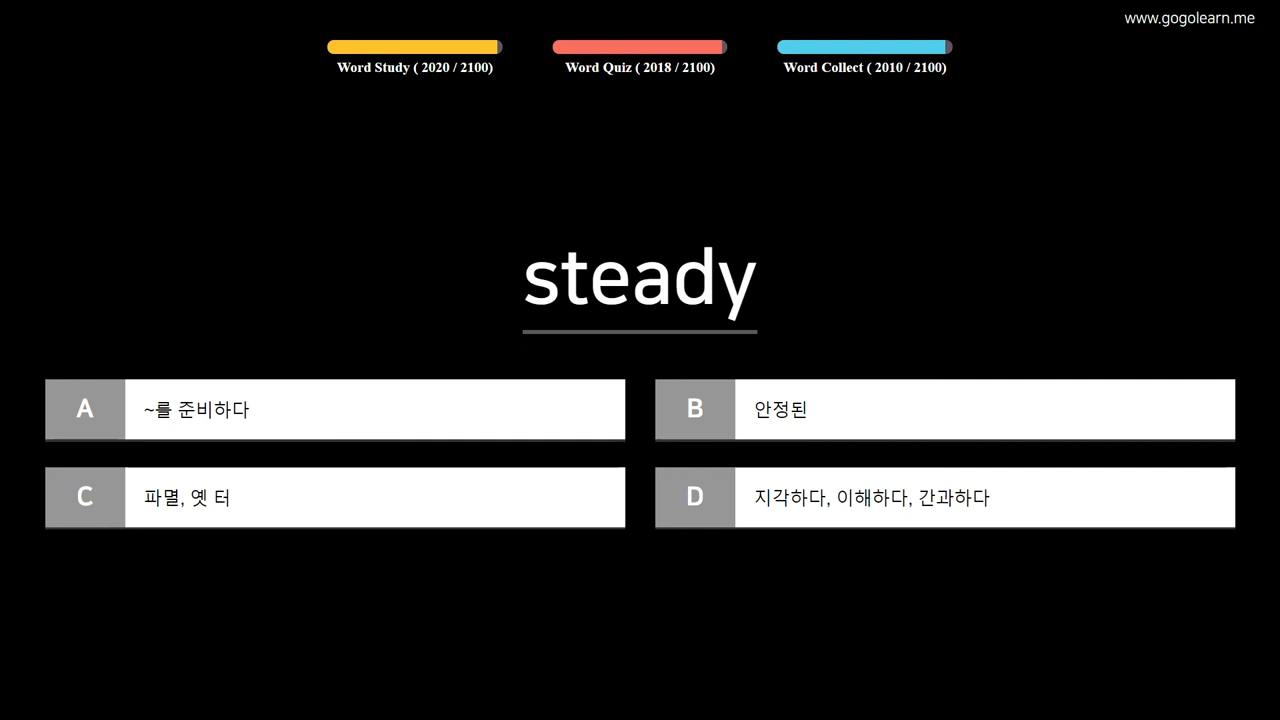 www.gogolearn.me
Word Study ( 2020 / 2100)
Word Quiz ( 2018 / 2100)
Word Collect ( 2010 / 2100)
steady
A ~를 준비하다
B 안정된
C 파멸, 옛 터
D 지각하다, 이해하다, 간과하다